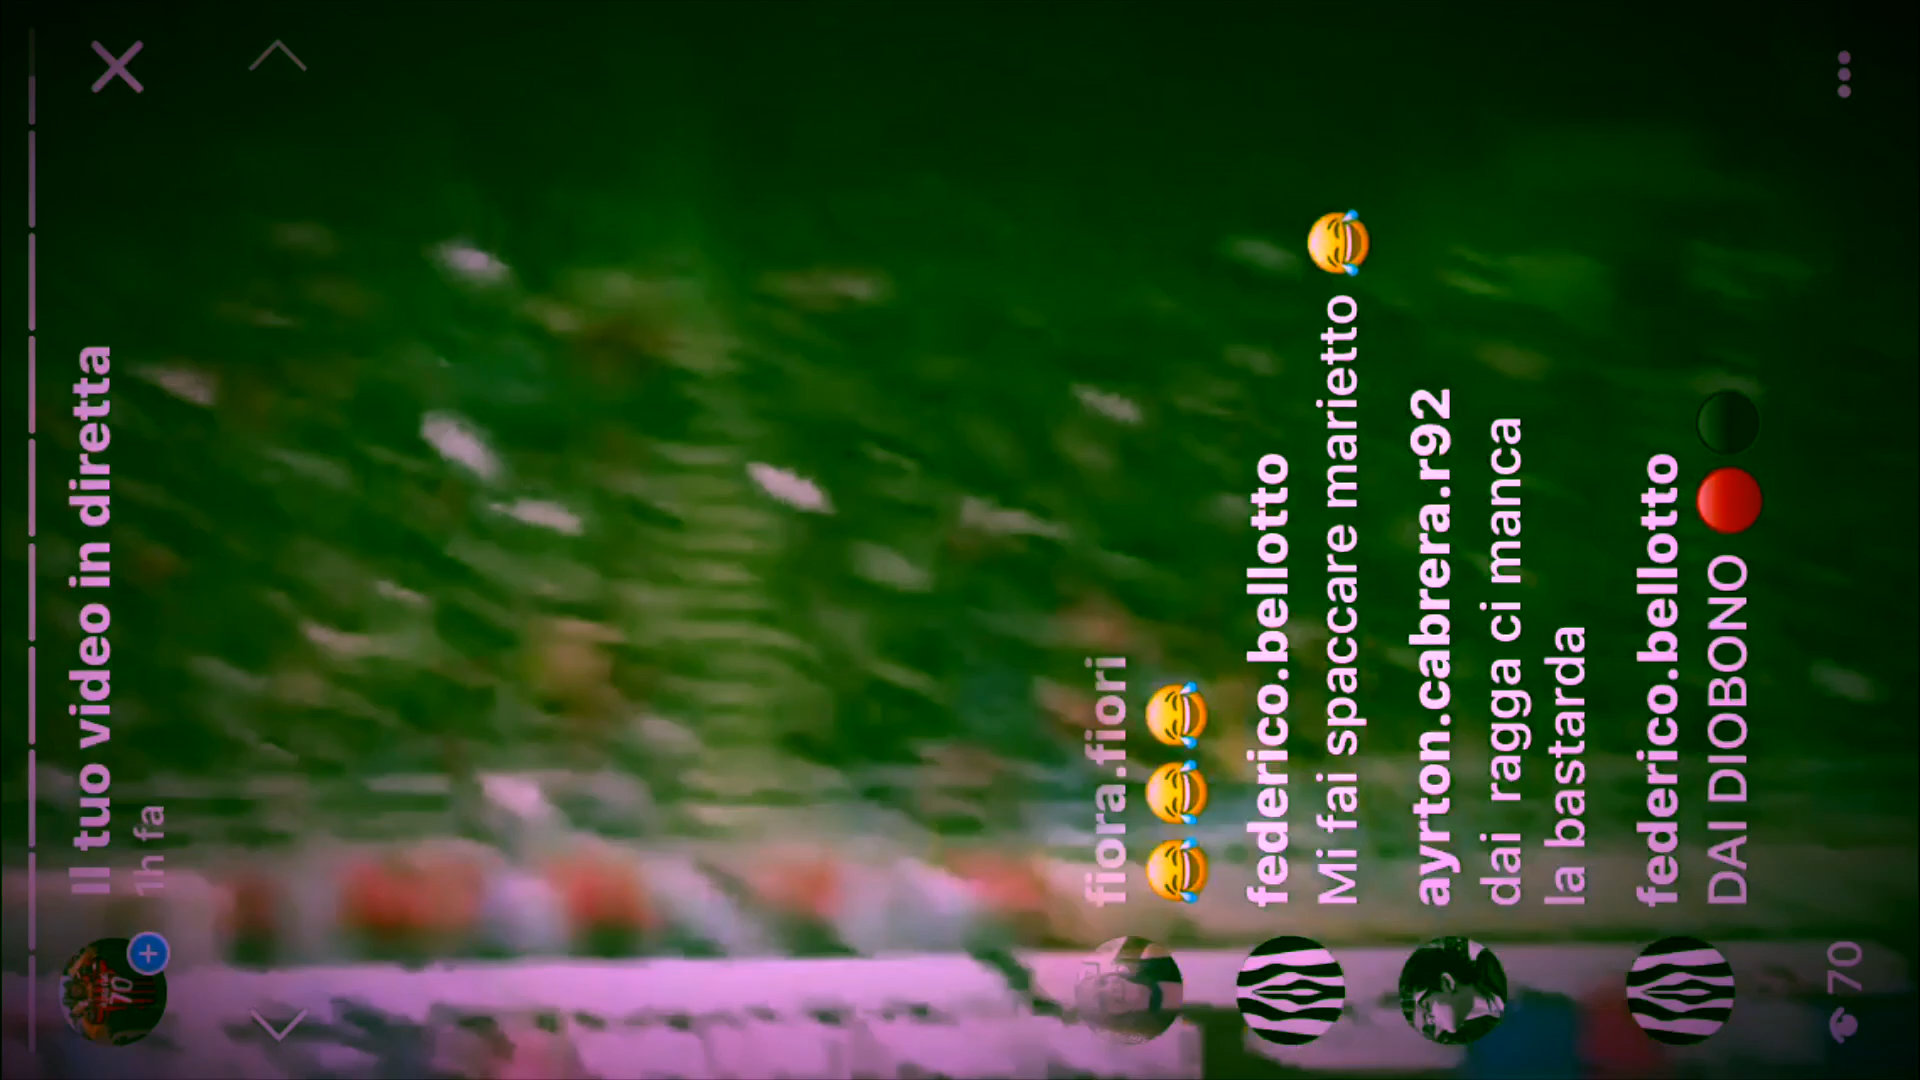 Il tuo video in diretta
1h fa
70
fiora.fiori
😂😂😂
federico.bellotto
Mi fai spaccare marietto 😂
ayrton.cabrera.r92
dai ragga ci manca
la bastarda
federico.bellotto
DAI DIOBONO 🔴⚫
70